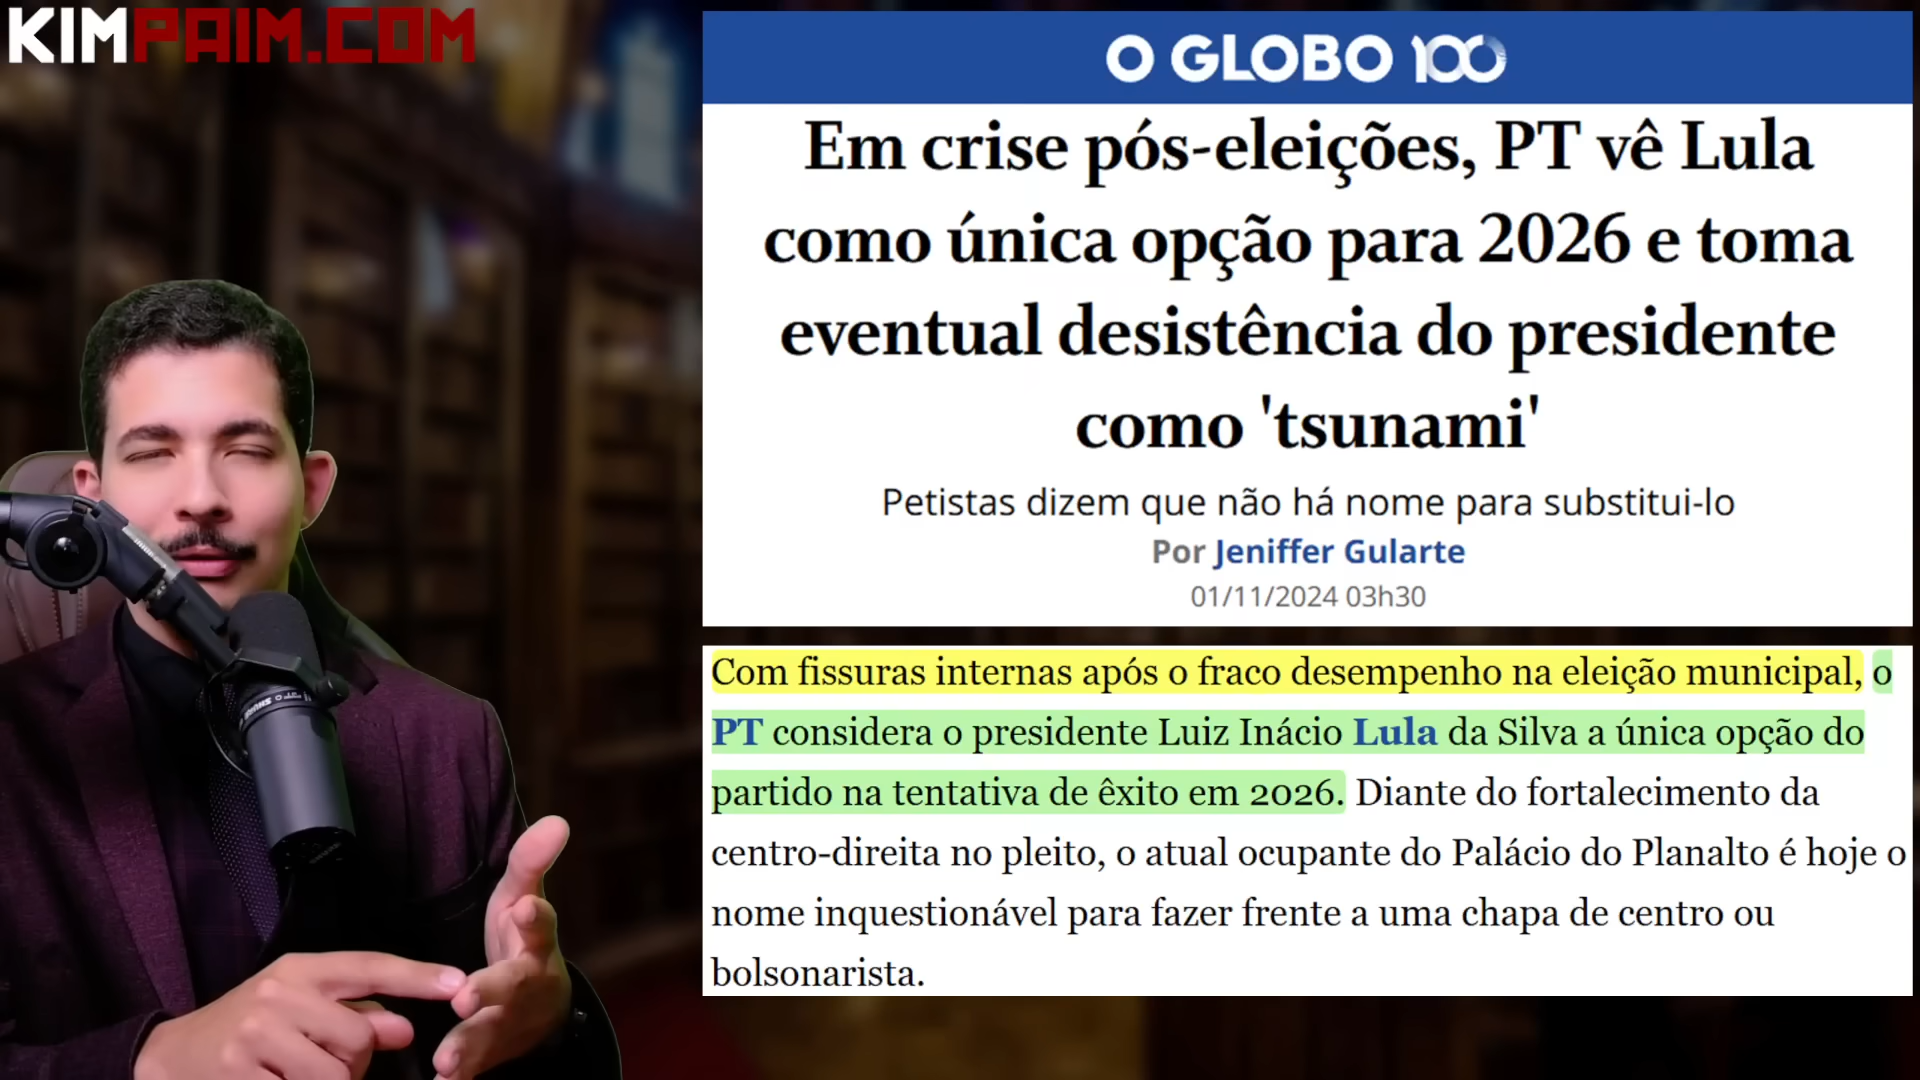 KIMPAIM.COM
O GLOBO 100
Em crise pós-eleições, PT vê Lula
como única opção para 2026 e toma
eventual desistência do presidente
como 'tsunami'
Petistas dizem que não há nome para substitui-lo
Por Jeniffer Gularte
01/11/2024 03h30
Com fissuras internas após o fraco desempenho na eleição municipal, o
PT considera o presidente Luiz Inácio Lula da Silva a única opção do
partido na tentativa de êxito em 2026. Diante do fortalecimento da
centro-direita no pleito, o atual ocupante do Palácio do Planalto é hoje o
nome inquestionável para fazer frente a uma chapa de centro ou
bolsonarista.